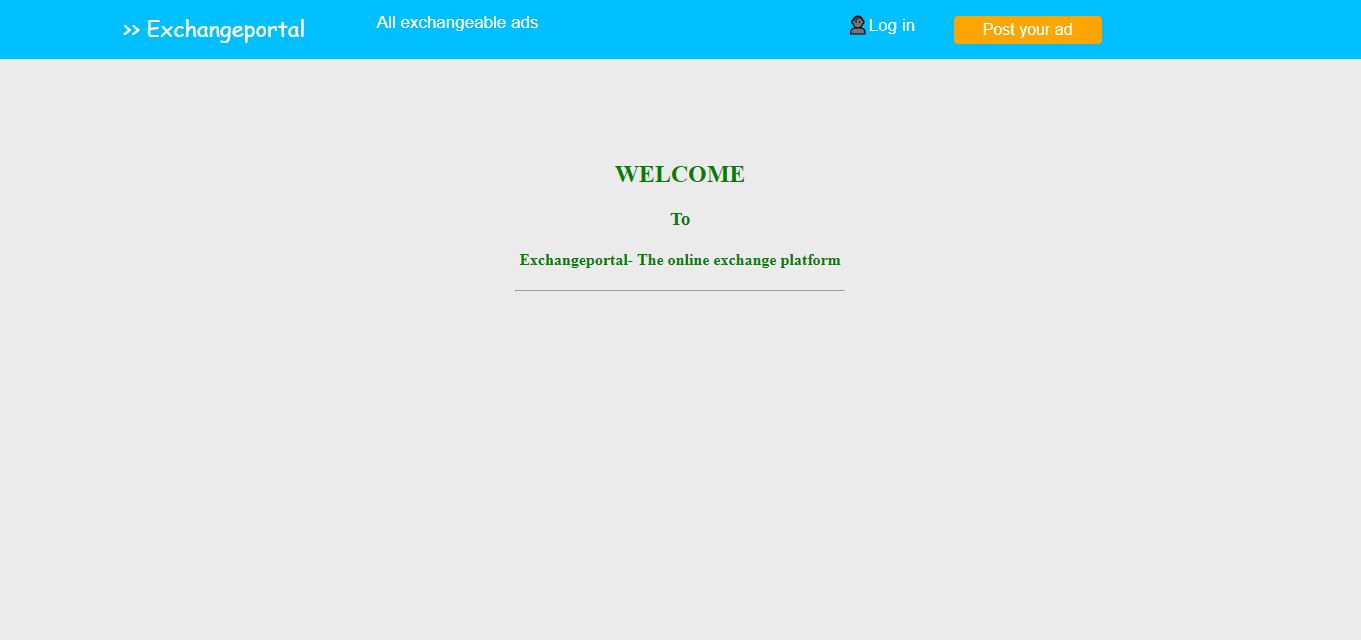 >> Exchangeportal
All exchangeable ads
Log in
Post your ad
WELCOME
To
Exchangeportal- The online exchange platform